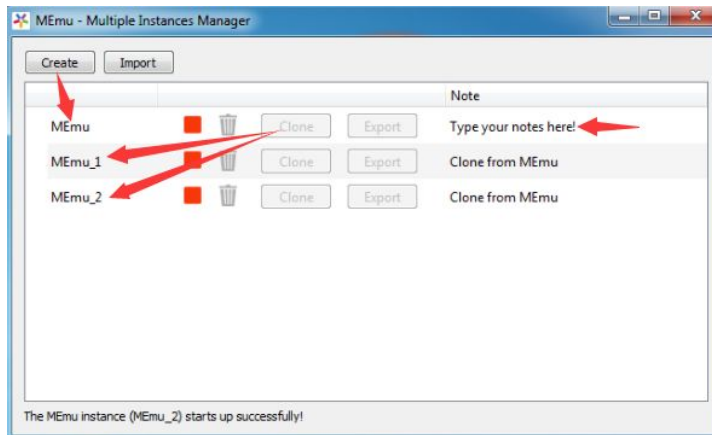 MEmu - Multiple Instances Manager
Create Import
Note
MEmu Clone Export Type your notes here!
MEmu_1 Clone Export Clone from MEmu
MEmu_2 Clone Export Clone from MEmu
The MEmu instance (MEmu_2) starts up successfully!